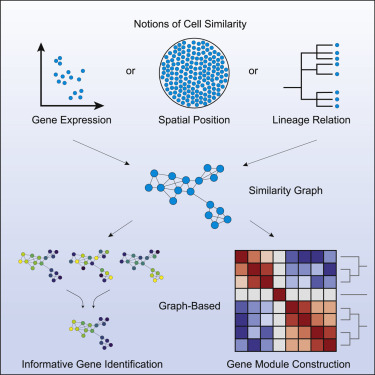 Notions of Cell Similarity
or
or
Gene Expression
Spatial Position
Lineage Relation
Similarity Graph
Graph-Based
Informative Gene Identification
Gene Module Construction